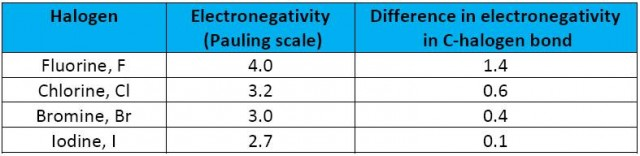 Halogen Electronegativity (Pauling scale) Difference in electronegativity in C-halogen bond
Fluorine, F 4.0 1.4
Chlorine, Cl 3.2 0.6
Bromine, Br 3.0 0.4
Iodine, I 2.7 0.1